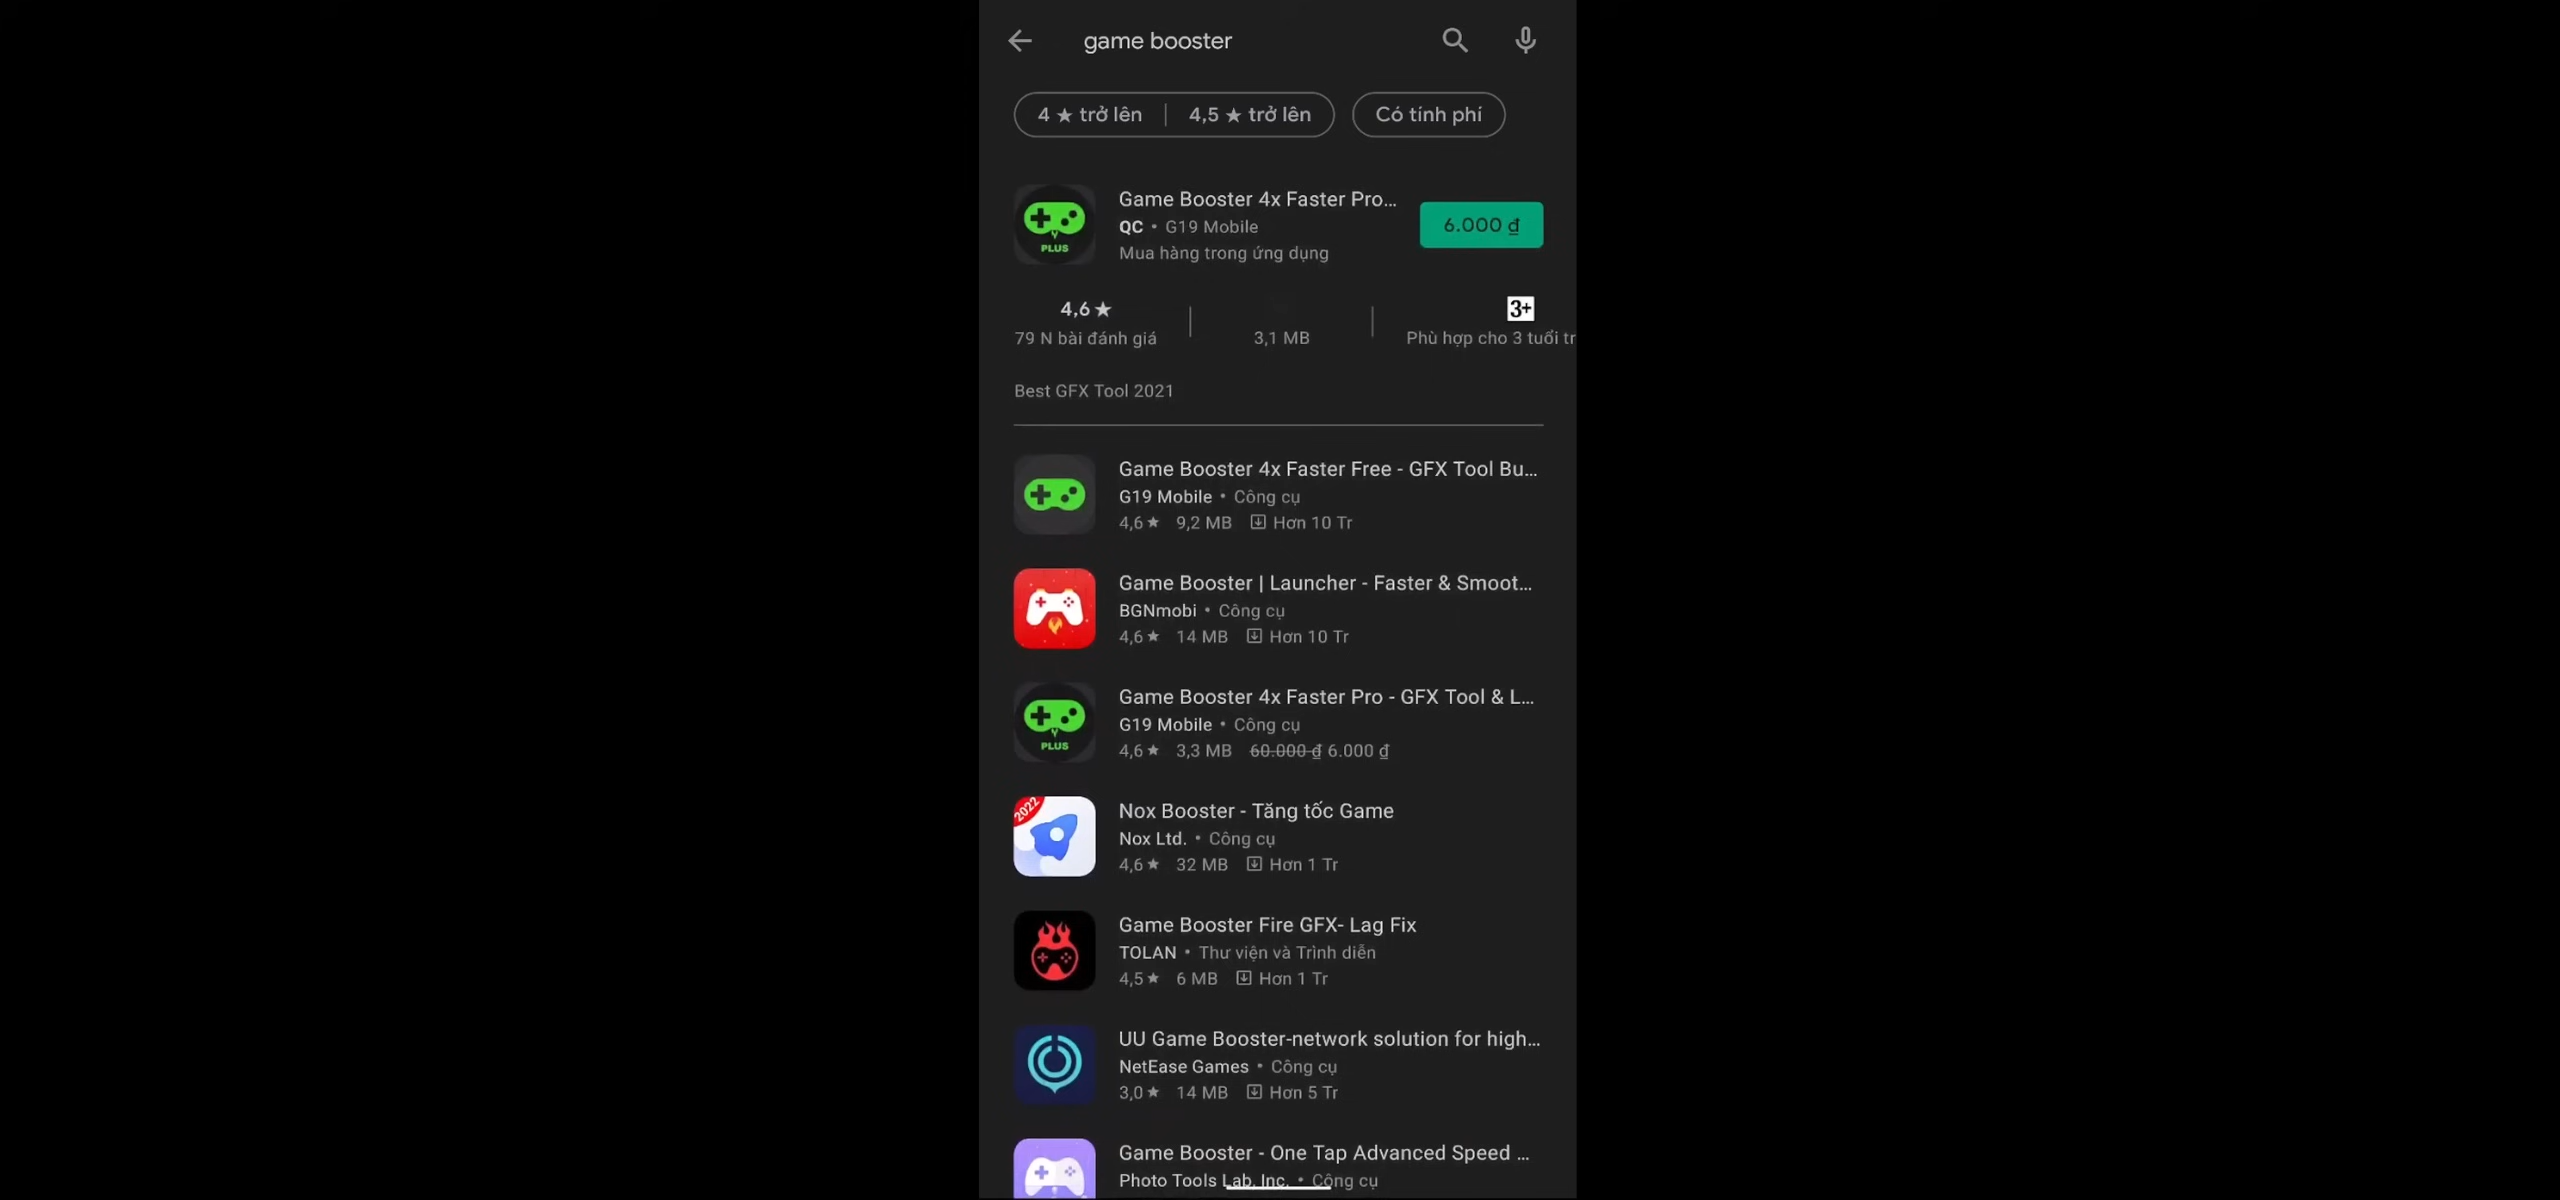 game booster
4 ★ trở lên | 4,5 ★ trở lên Có tính phí
Game Booster 4x Faster Pro...
QC • G19 Mobile
Mua hàng trong ứng dụng
6.000 ₫
PLUS
4,6 ★
79 N bài đánh giá
3,1 MB
3+
Phù hợp cho 3 tuổi tr
Best GFX Tool 2021
Game Booster 4x Faster Free - GFX Tool Bu...
G19 Mobile • Công cụ
4,6 ★ 9,2 MB Hơn 10 Tr
Game Booster | Launcher - Faster & Smoot...
BGNmobi • Công cụ
4,6 ★ 14 MB Hơn 10 Tr
Game Booster 4x Faster Pro - GFX Tool & L...
G19 Mobile • Công cụ
4,6 ★ 3,3 MB 60.000 ₫ 6.000 ₫
PLUS
2022
Nox Booster - Tăng tốc Game
Nox Ltd. • Công cụ
4,6 ★ 32 MB Hơn 1 Tr
Game Booster Fire GFX- Lag Fix
TOLAN • Thư viện và Trình diễn
4,5 ★ 6 MB Hơn 1 Tr
UU Game Booster-network solution for high...
NetEase Games • Công cụ
3,0 ★ 14 MB Hơn 5 Tr
Game Booster - One Tap Advanced Speed ...
Photo Tools Lab, Inc. • Công cụ